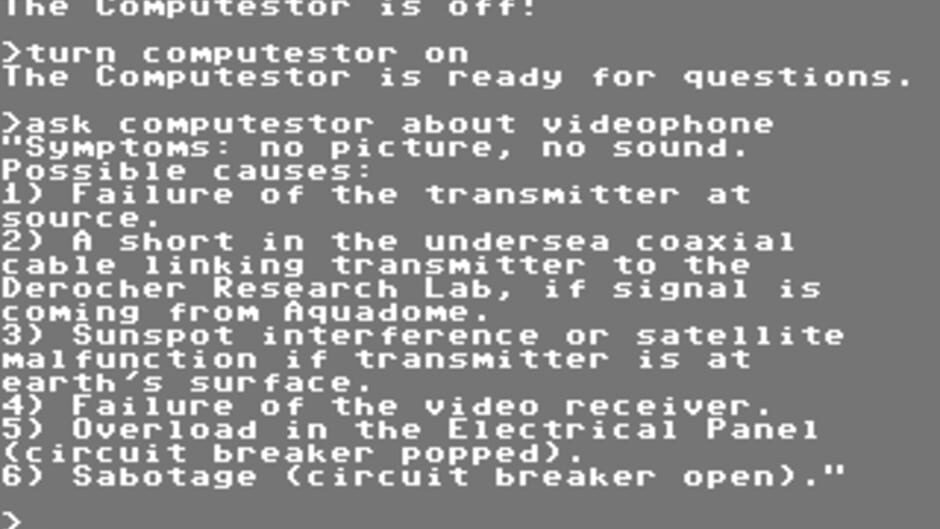 The Computestor is off!
>turn computestor on
The Computestor is ready for questions.
>ask computestor about videophone
"Symptoms: no picture, no sound.
Possible causes:
1) Failure of the transmitter at
source.
2) A short in the undersea coaxial
cable linking transmitter to the
Derocher Research Lab, if signal is
coming from Aquadome.
3) Sunspot interference or satellite
malfunction if transmitter is at
earth's surface.
4) Failure of the video receiver.
5) Overload in the Electrical Panel
(circuit breaker popped).
6) Sabotage (circuit breaker open)."
>